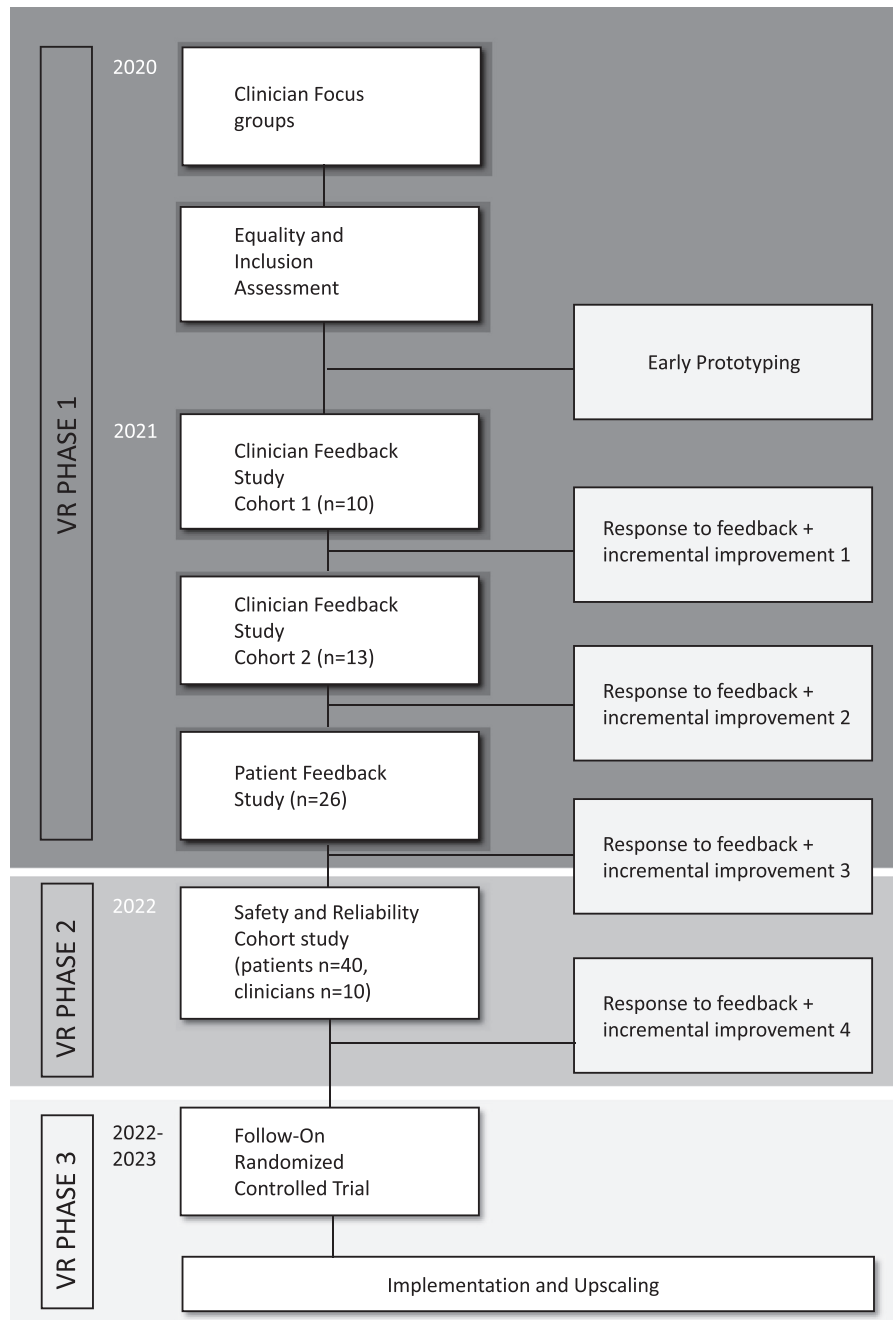 VR PHASE 1
2020
Clinician Focus
groups
Equality and
Inclusion
Assessment
Early Prototyping
2021
Clinician Feedback
Study
Cohort 1 (n=10)
Response to feedback +
incremental improvement 1
Clinician Feedback
Study
Cohort 2 (n=13)
Response to feedback +
incremental improvement 2
Patient Feedback
Study (n=26)
Response to feedback +
incremental improvement 3
VR PHASE 2
2022
Safety and Reliability
Cohort study
(patients n=40,
clinicians n=10)
Response to feedback +
incremental improvement 4
VR PHASE 3
2022-
2023
Follow-On
Randomized
Controlled Trial
Implementation and Upscaling